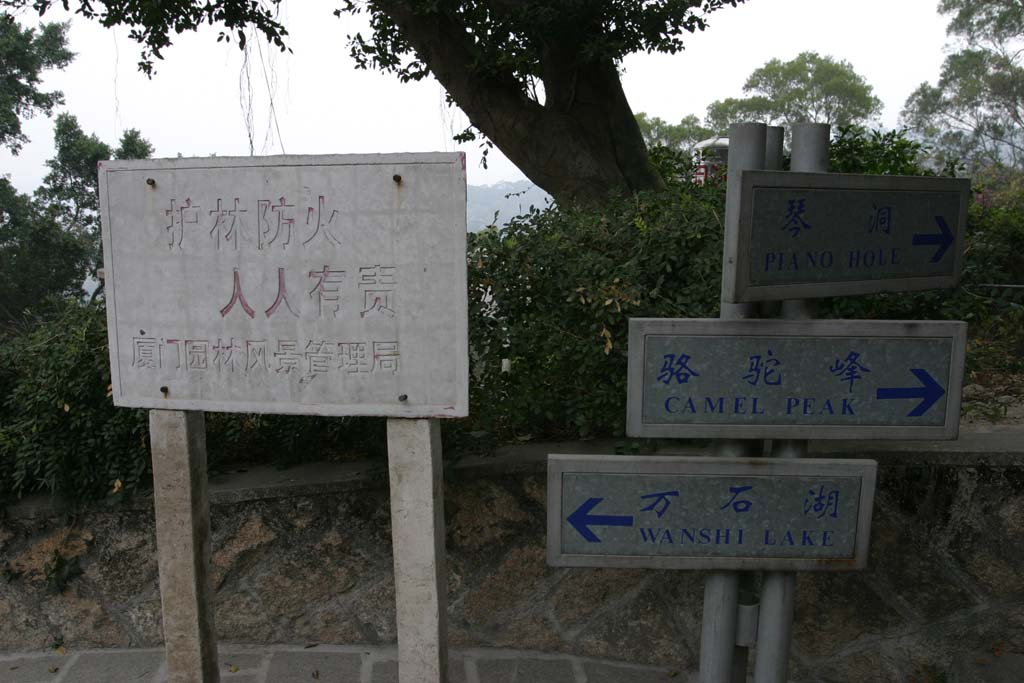 护林防火
人人有责
厦门园林风景管理局
琴洞
PIANO HOLE
骆驼峰
CAMEL PEAK
万石湖
WANSHI LAKE